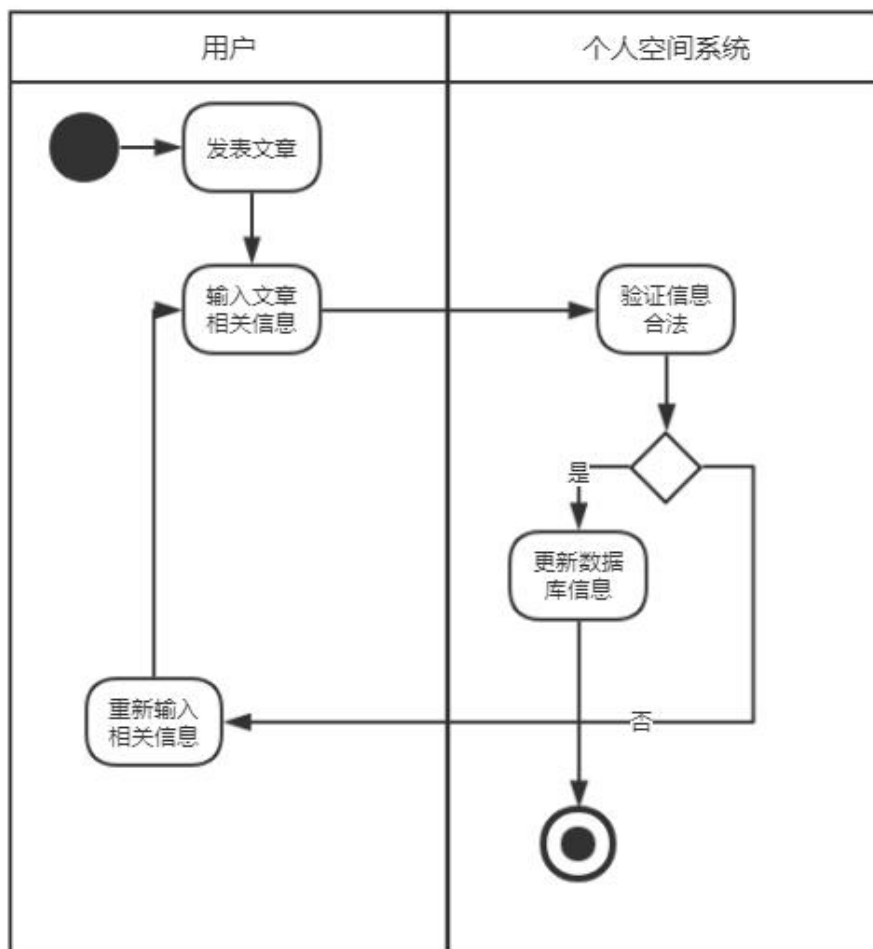 用户
个人空间系统
发表文章
输入文章
相关信息
验证信息
合法
是
更新数据
库信息
重新输入
相关信息
否